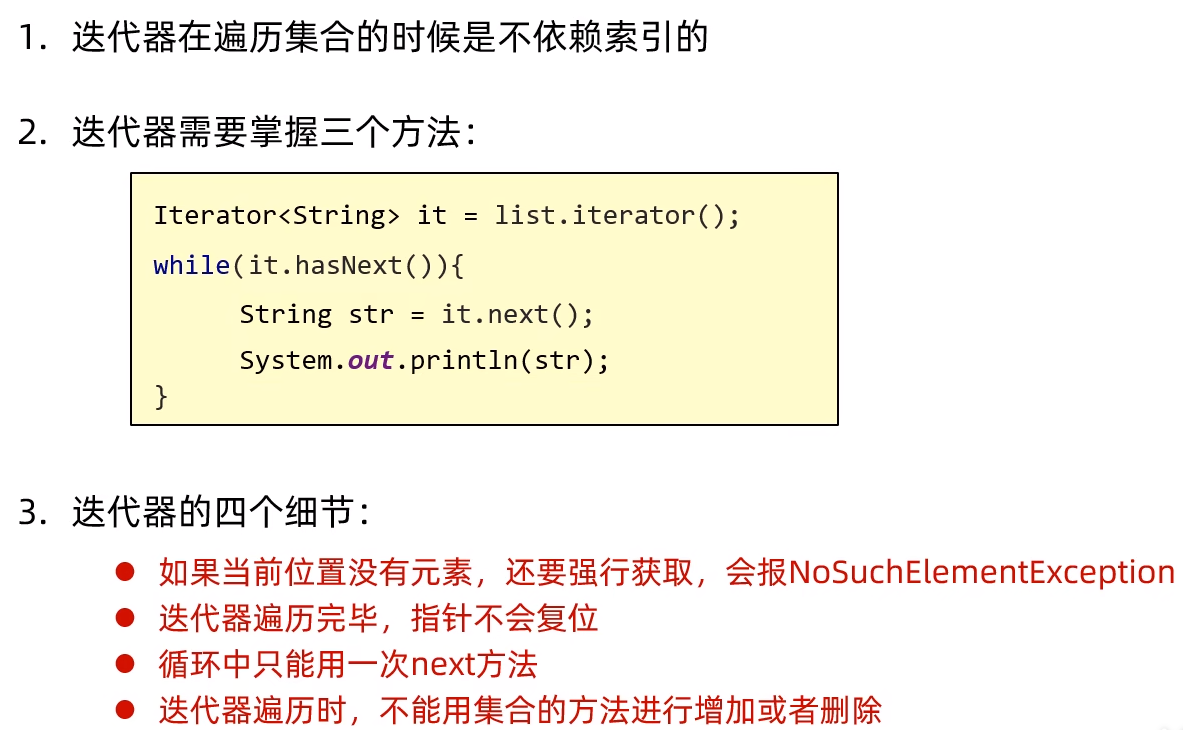 1. 迭代器在遍历集合的时候是不依赖索引的
2. 迭代器需要掌握三个方法：
Iterator<String> it = list.iterator();
while(it.hasNext()){
String str = it.next();
System.out.println(str);
}
3. 迭代器的四个细节：
● 如果当前位置没有元素，还要强行获取，会报NoSuchElementException
● 迭代器遍历完毕，指针不会复位
● 循环中只能用一次next方法
● 迭代器遍历时，不能用集合的方法进行增加或者删除